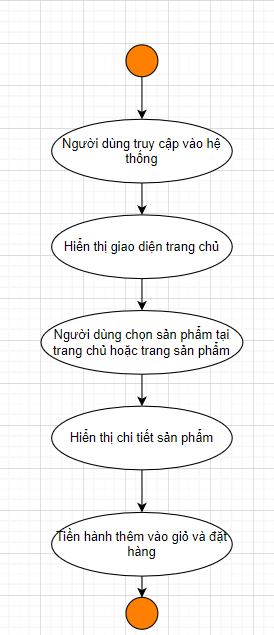 Người dùng truy cập vào hệ
thống
Hiển thị giao diện trang chủ
Người dùng chọn sản phẩm tại
trang chủ hoặc trang sản phẩm
Hiển thị chi tiết sản phẩm
Tiến hành thêm vào giỏ và đặt
hàng